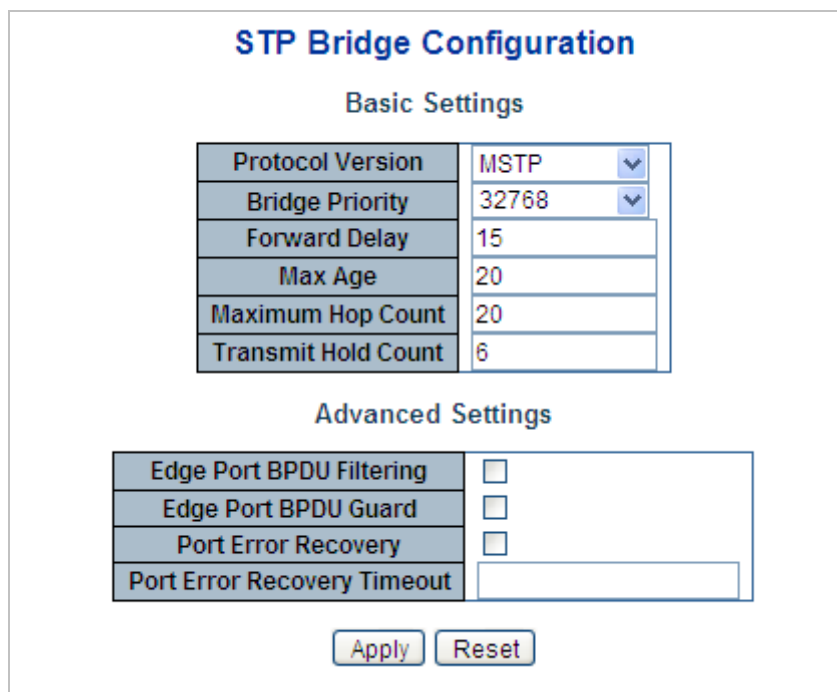 STP Bridge Configuration
Basic Settings
Protocol Version MSTP
Bridge Priority 32768
Forward Delay 15
Max Age 20
Maximum Hop Count 20
Transmit Hold Count 6
Advanced Settings
Edge Port BPDU Filtering
Edge Port BPDU Guard
Port Error Recovery
Port Error Recovery Timeout
Apply Reset